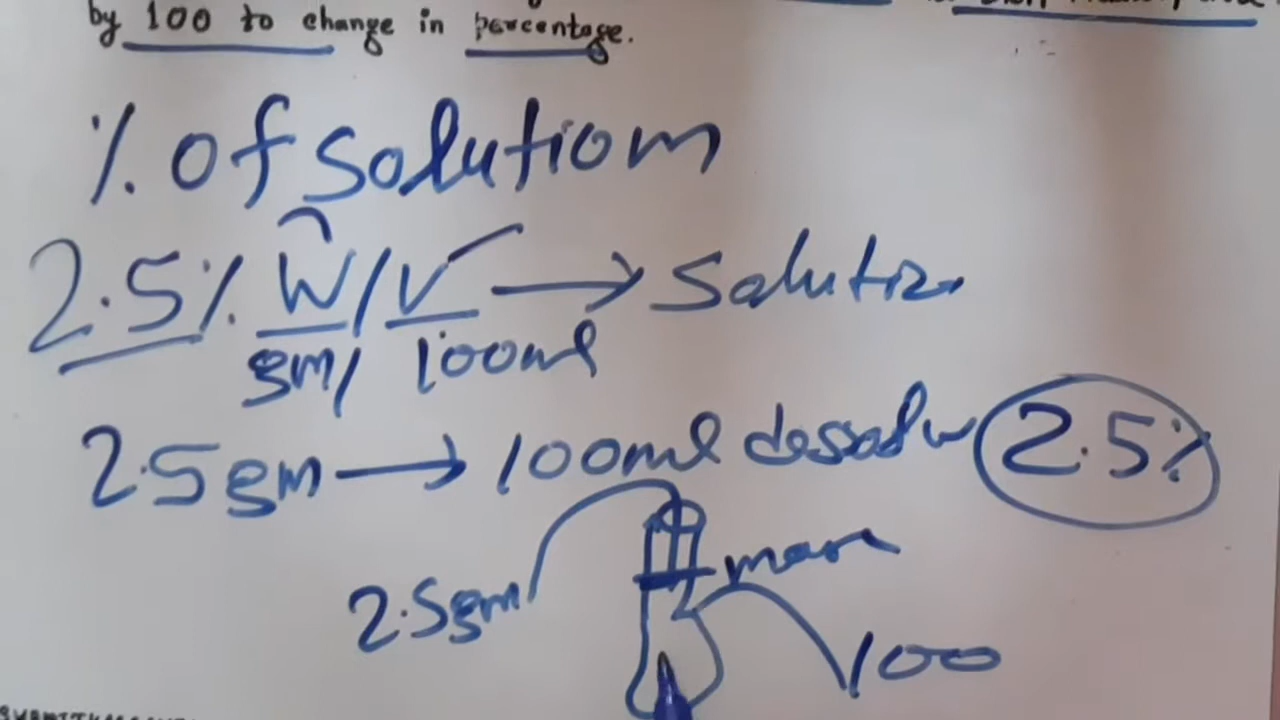 by 100 to change in percentage.
% of solution
2.5% W/V → Solution
gm/ 100ml
2.5gm → 100ml dessolw 2.5%
2.5gm mark
100